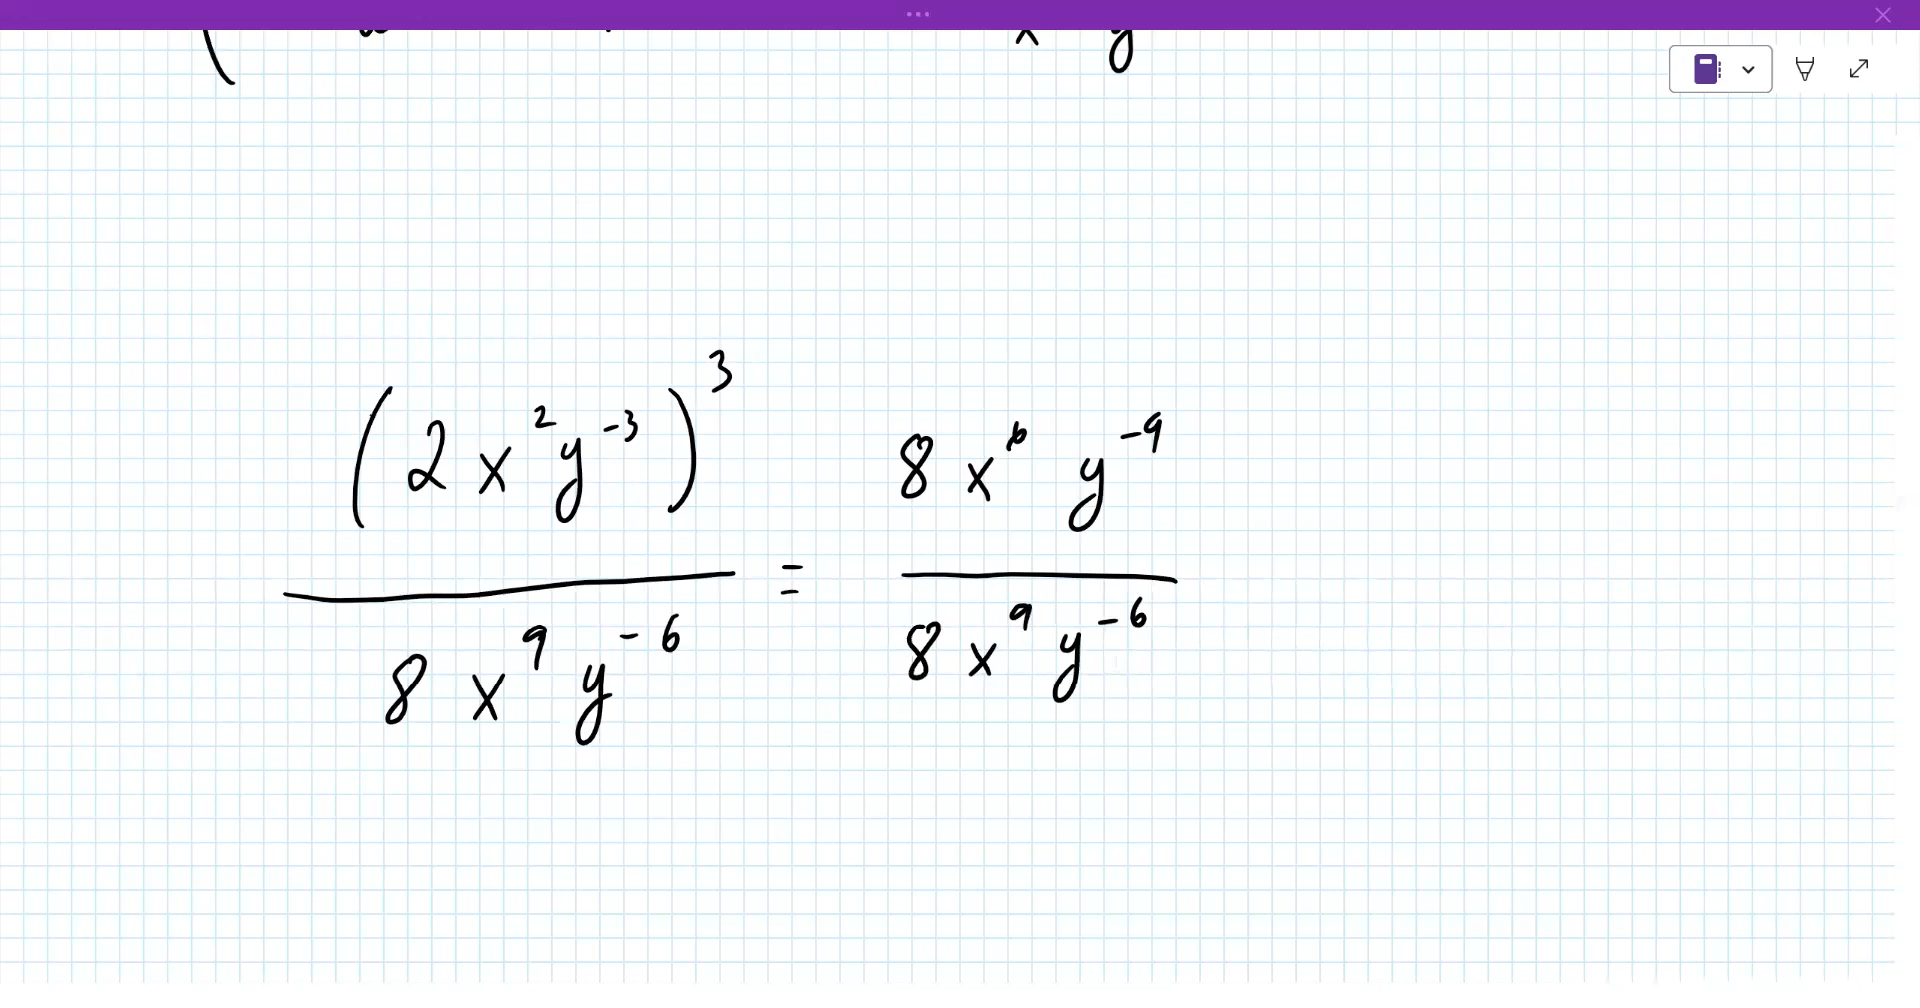 (2x²y⁻³)³ / 8x⁹y⁻⁶ = 8x⁶y⁻⁹ / 8x⁹y⁻⁶